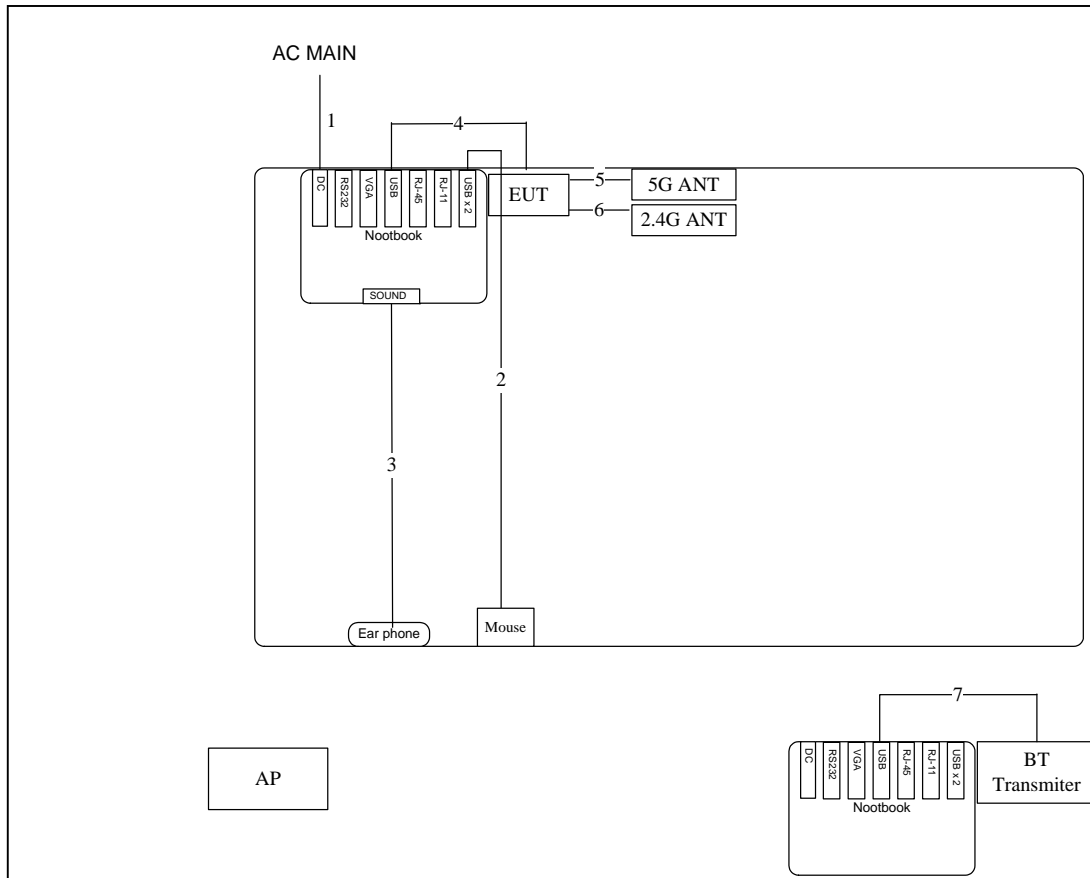 AC MAIN
1
4
DC
RS232
VGA
USB
RJ-45
RJ-11
USB x 2
EUT
5
5G ANT
6
2.4G ANT
Nootbook
SOUND
2
3
Ear phone
Mouse
7
AP
DC
RS232
VGA
USB
RJ-45
RJ-11
USB x 2
BT
Transmiter
Nootbook